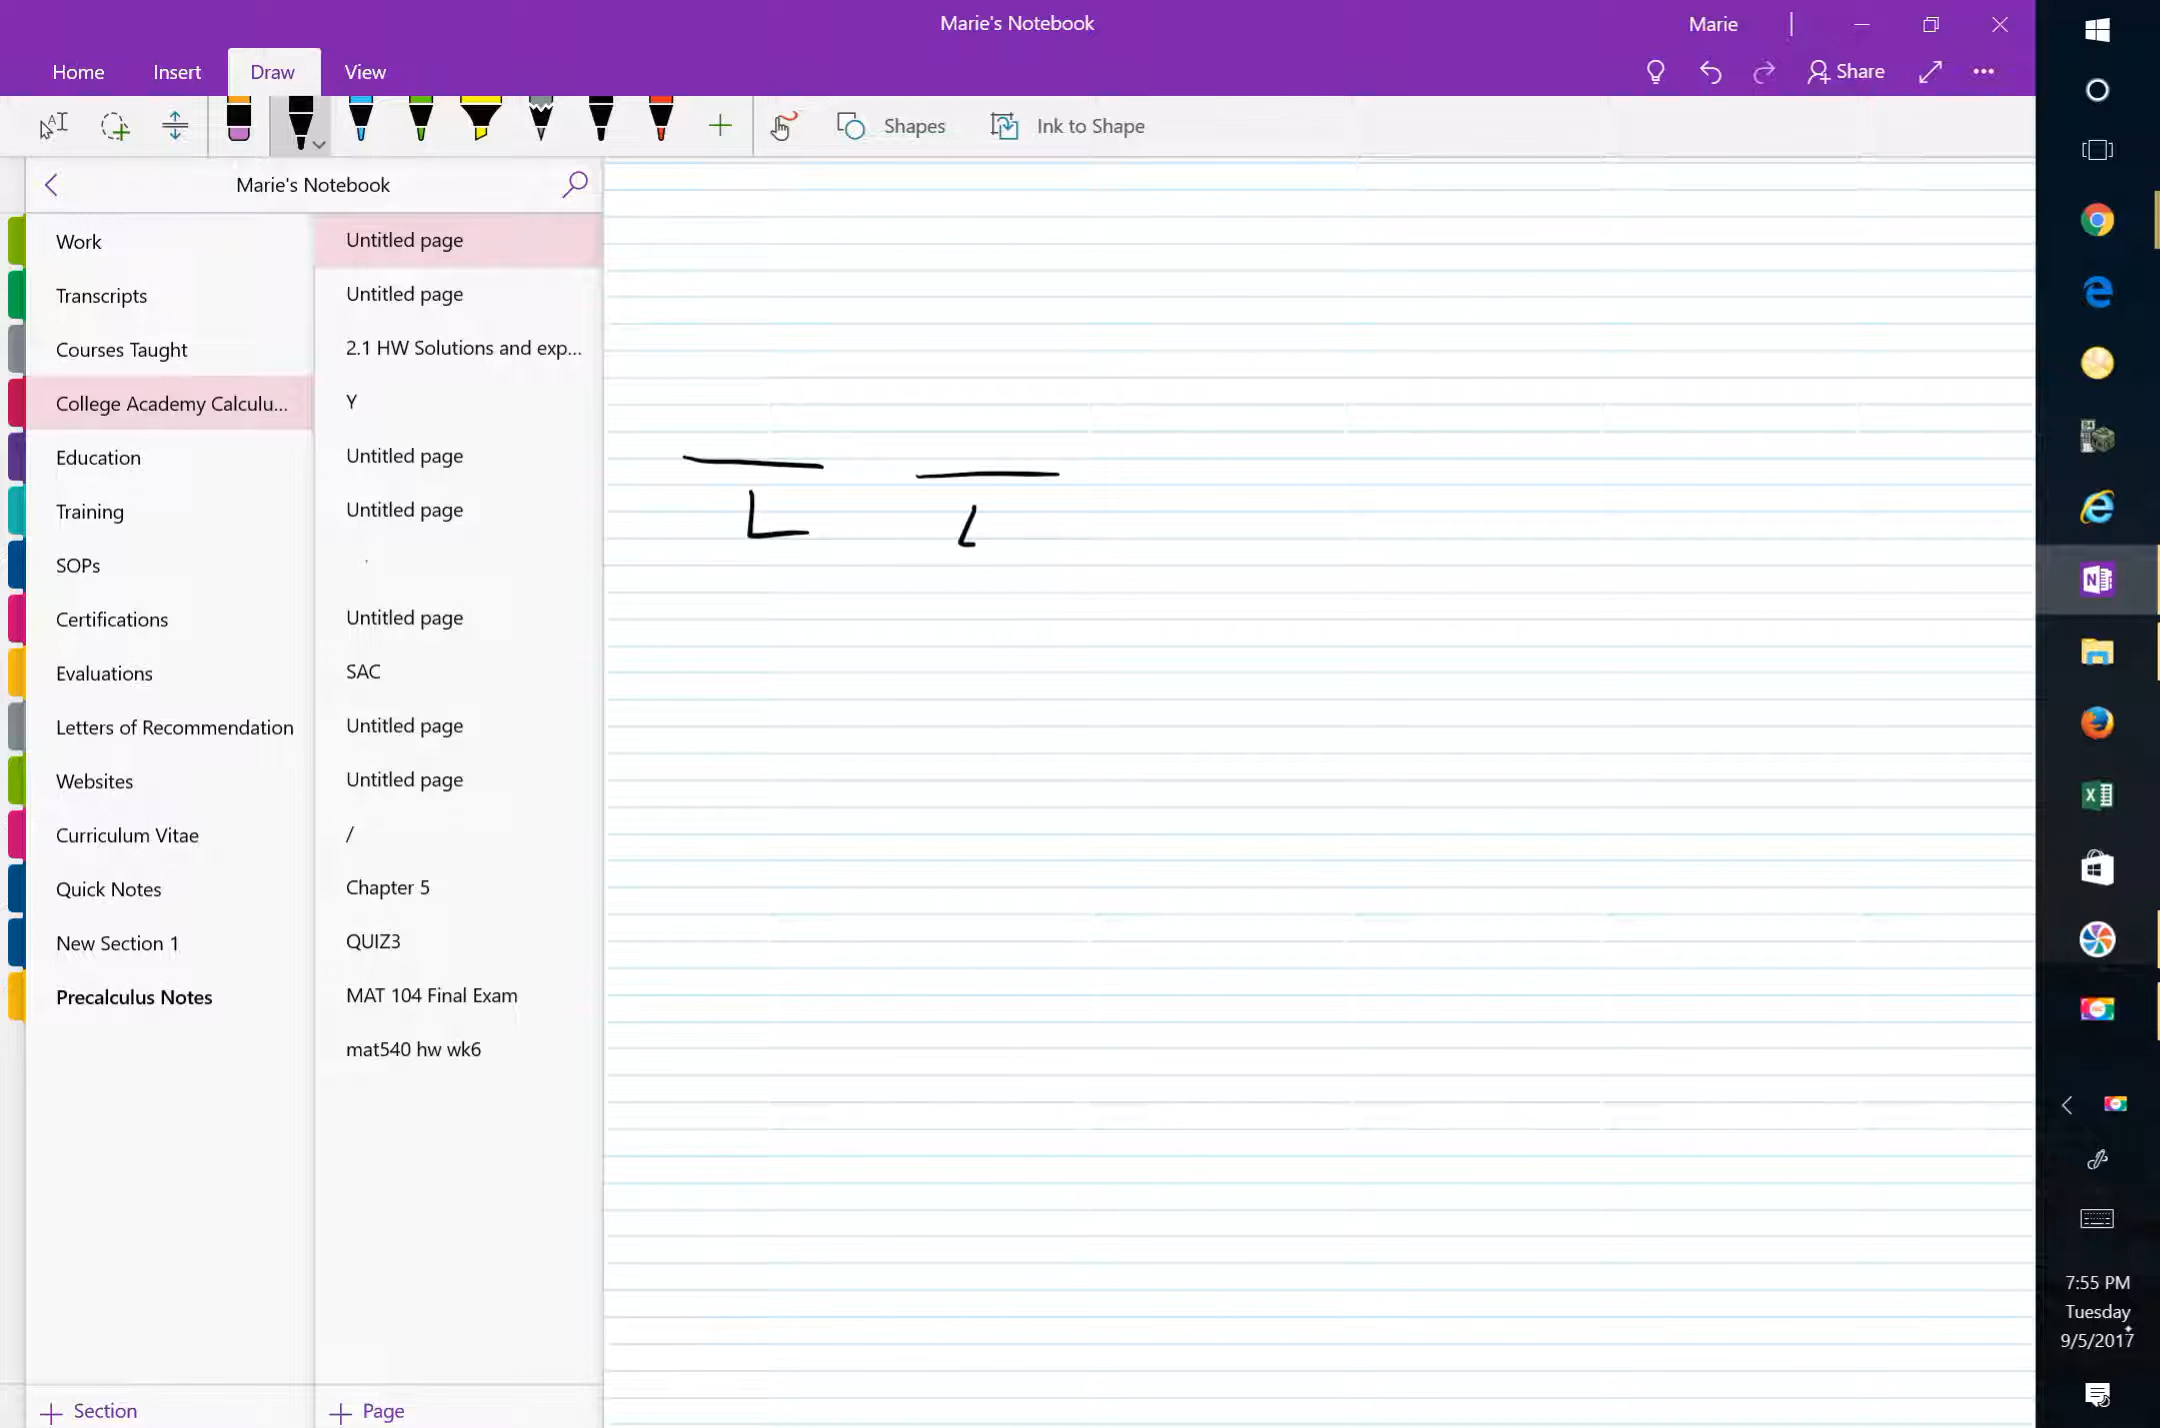 Marie's Notebook
Marie
Home Insert Draw View
Share
Shapes Ink to Shape
Marie's Notebook
Work
Transcripts
Courses Taught
College Academy Calculu...
Education
Training
SOPs
Certifications
Evaluations
Letters of Recommendation
Websites
Curriculum Vitae
Quick Notes
New Section 1
Precalculus Notes
Section
Untitled page
Untitled page
2.1 HW Solutions and exp...
Y
Untitled page
Untitled page
Untitled page
SAC
Untitled page
Untitled page
/
Chapter 5
QUIZ3
MAT 104 Final Exam
mat540 hw wk6
Page
L L
7:55 PM
Tuesday
9/5/2017